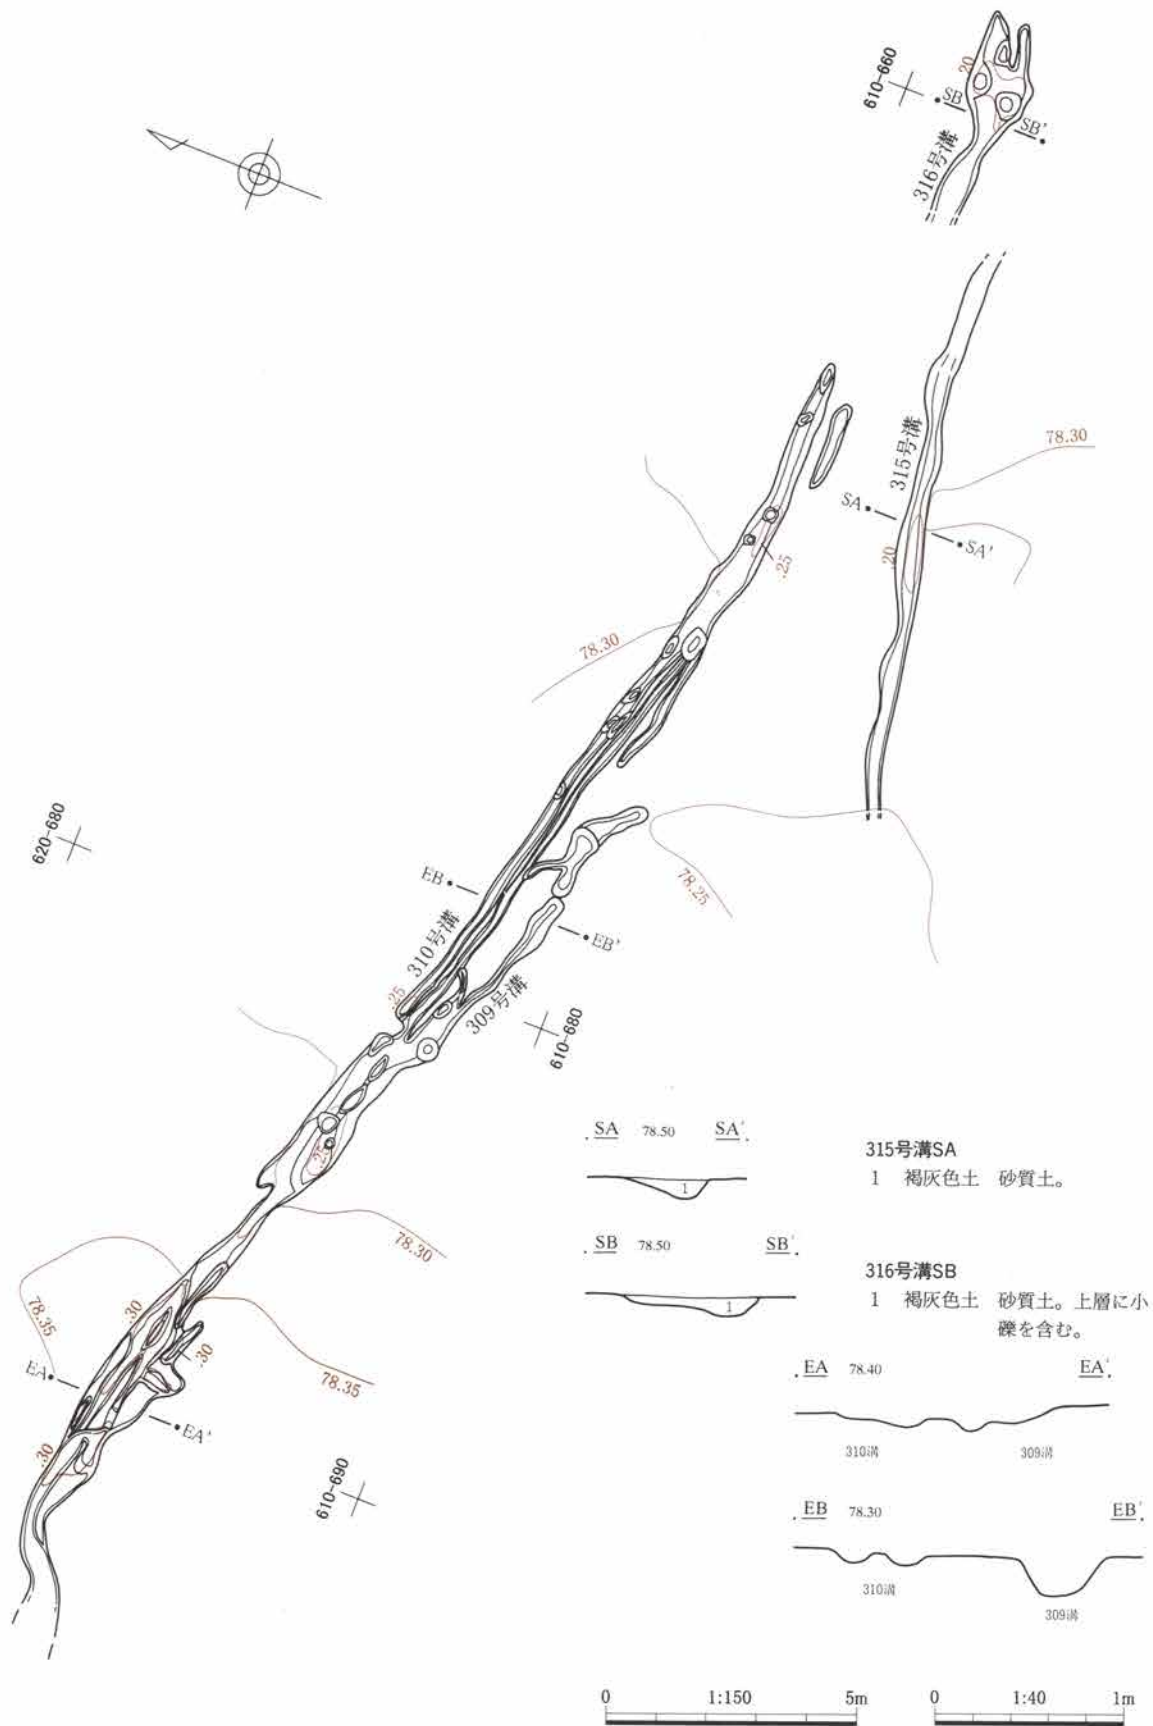 610-660
.20
SB
SB'
316号溝
315号溝
78.30
SA
SA'
.20
.25
78.30
620-680
EB
78.25
EB'
310号溝
.25
309号溝
610-680
.25
78.30
78.35
.30
.30
78.35
EA
EA'
.30
610-690
SA 78.50 SA'
1
315号溝SA
1 褐灰色土 砂質土。
SB 78.50 SB'
1
316号溝SB
1 褐灰色土 砂質土。上層に小
礫を含む。
EA 78.40 EA'
310溝 309溝
EB 78.30 EB'
310溝
309溝
0 1:150 5m
0 1:40 1m